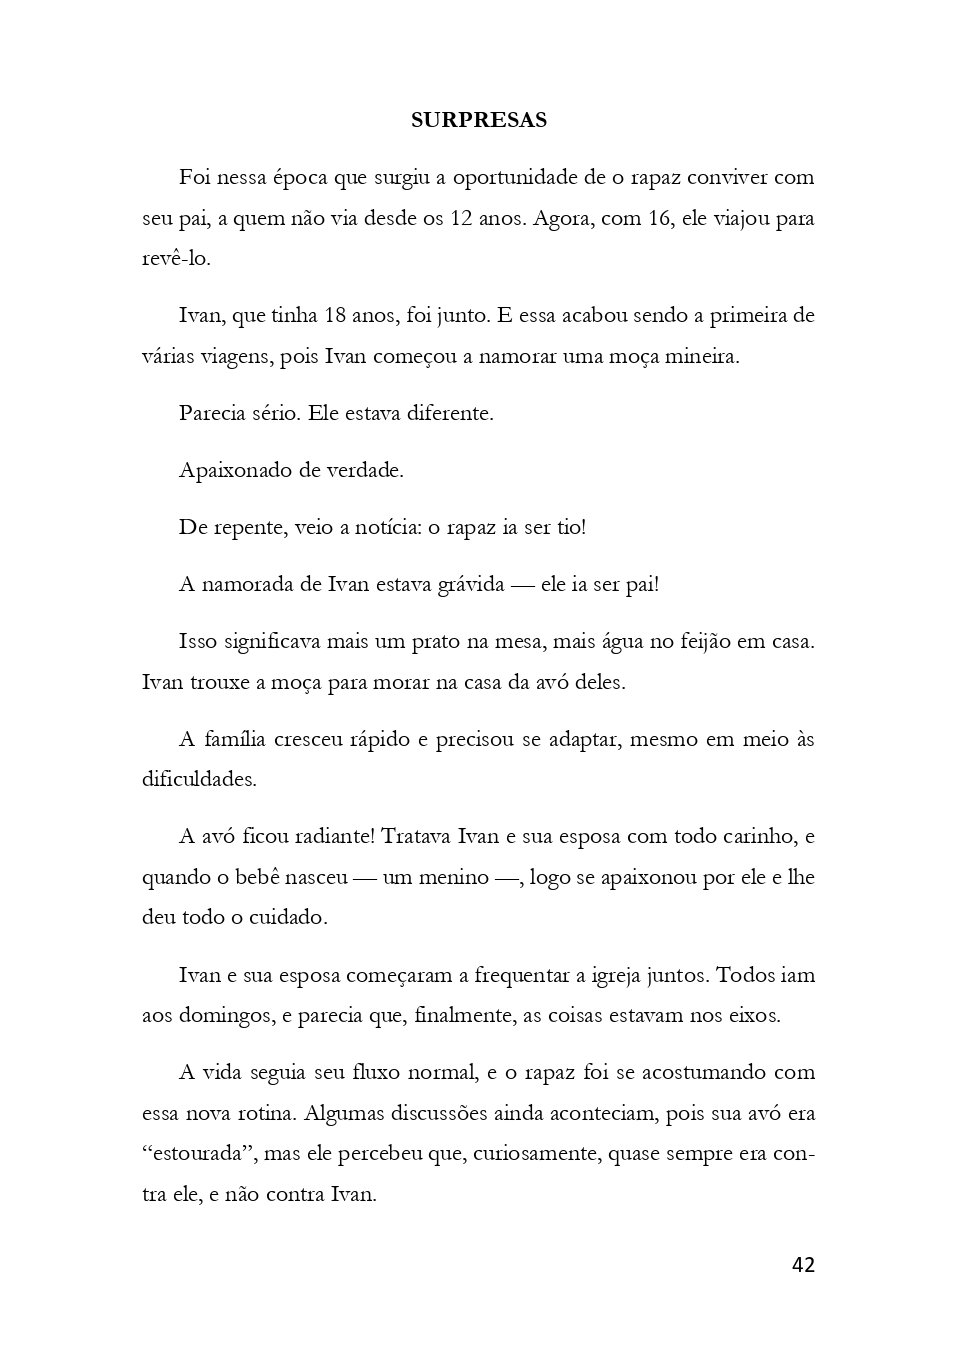 SURPRESAS
Foi nessa época que surgiu a oportunidade de o rapaz conviver com
seu pai, a quem não via desde os 12 anos. Agora, com 16, ele viajou para
revê-lo.
Ivan, que tinha 18 anos, foi junto. E essa acabou sendo a primeira de
várias viagens, pois Ivan começou a namorar uma moça mineira.
Parecia sério. Ele estava diferente.
Apaixonado de verdade.
De repente, veio a notícia: o rapaz ia ser tio!
A namorada de Ivan estava grávida — ele ia ser pai!
Isso significava mais um prato na mesa, mais água no feijão em casa.
Ivan trouxe a moça para morar na casa da avó deles.
A família cresceu rápido e precisou se adaptar, mesmo em meio às
dificuldades.
A avó ficou radiante! Tratava Ivan e sua esposa com todo carinho, e
quando o bebê nasceu — um menino —, logo se apaixonou por ele e lhe
deu todo o cuidado.
Ivan e sua esposa começaram a frequentar a igreja juntos. Todos iam
aos domingos, e parecia que, finalmente, as coisas estavam nos eixos.
A vida seguia seu fluxo normal, e o rapaz foi se acostumando com
essa nova rotina. Algumas discussões ainda aconteciam, pois sua avó era
“estourada”, mas ele percebeu que, curiosamente, quase sempre era con-
tra ele, e não contra Ivan.
42